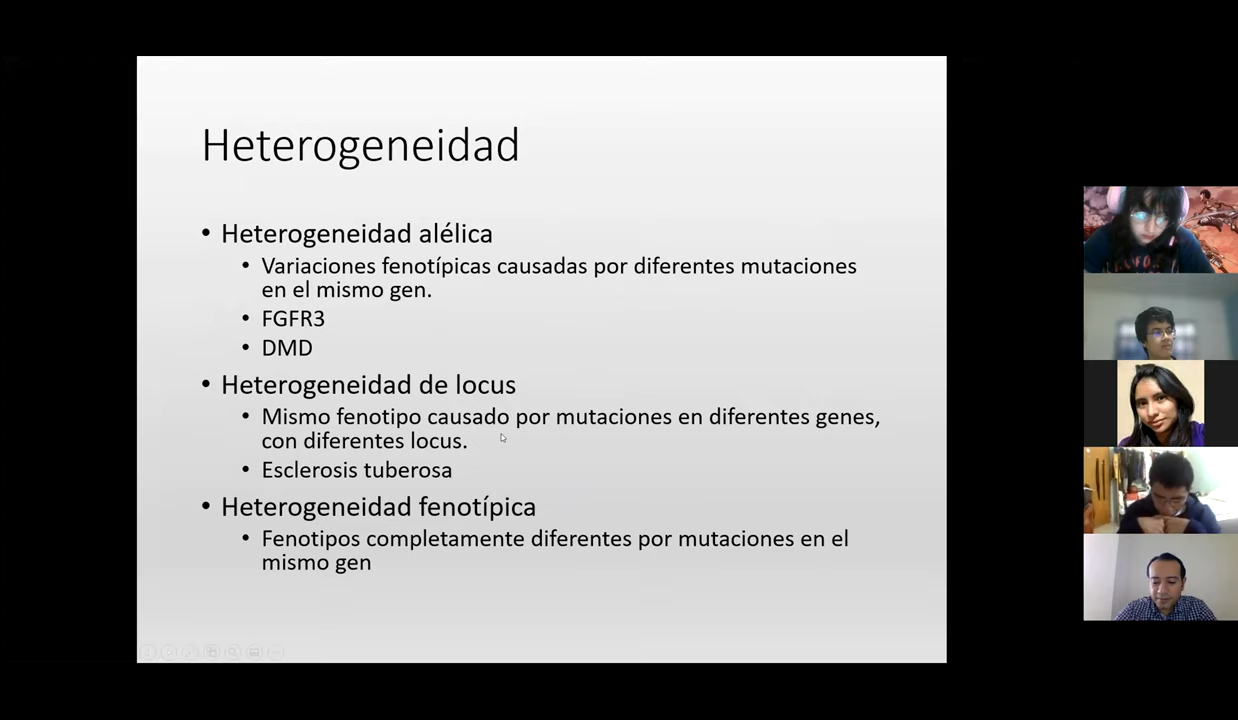 Heterogeneidad
• Heterogeneidad alélica
• Variaciones fenotípicas causadas por diferentes mutaciones
en el mismo gen.
• FGFR3
• DMD
• Heterogeneidad de locus
• Mismo fenotipo causado por mutaciones en diferentes genes,
con diferentes locus.
• Esclerosis tuberosa
• Heterogeneidad fenotípica
• Fenotipos completamente diferentes por mutaciones en el
mismo gen